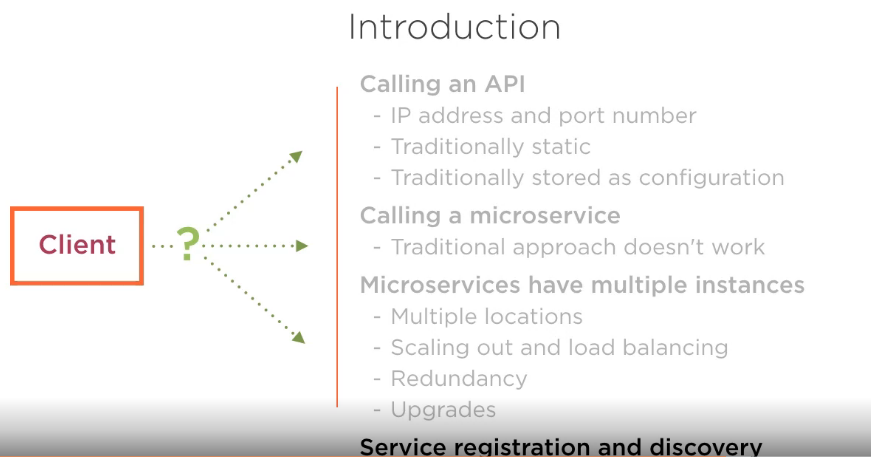 Introduction
Calling an API
- IP address and port number
- Traditionally static
- Traditionally stored as configuration
Calling a microservice
- Traditional approach doesn't work
Microservices have multiple instances
- Multiple locations
- Scaling out and load balancing
- Redundancy
- Upgrades
Service registration and discovery
Client
?